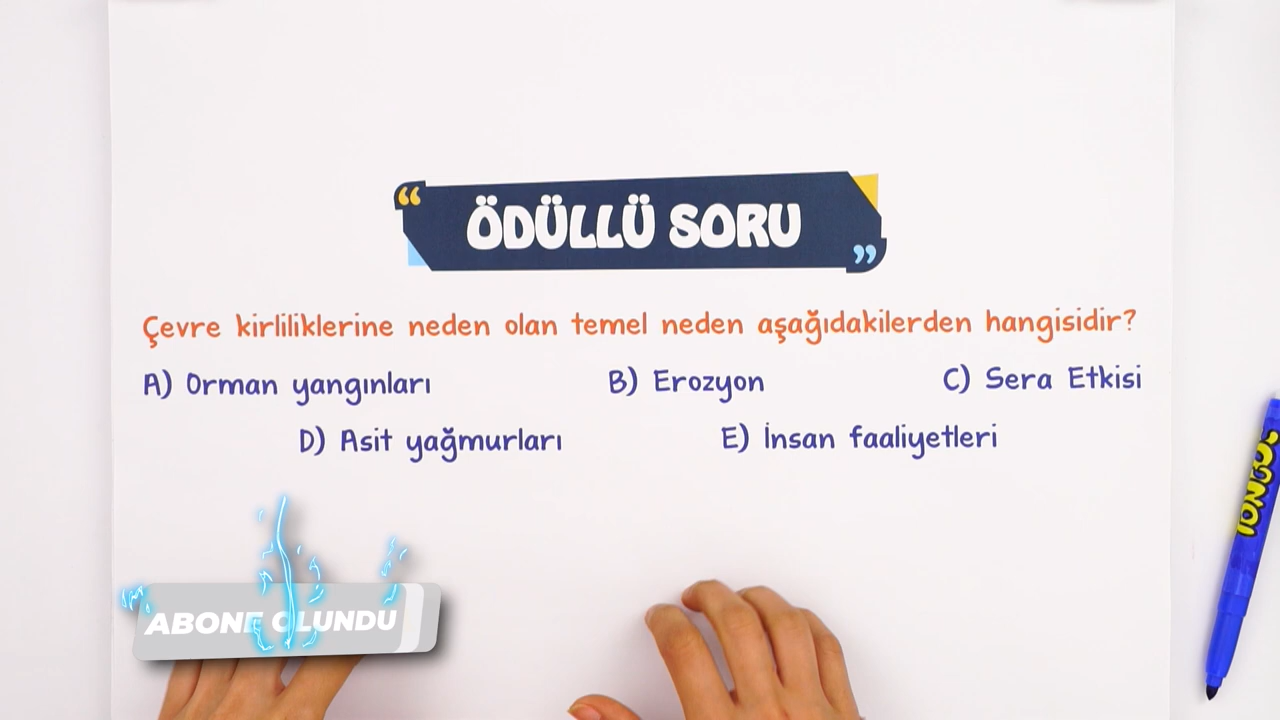 ÖDÜLLÜ SORU
Çevre kirliliklerine neden olan temel neden aşağıdakilerden hangisidir?
A) Orman yangınları B) Erozyon C) Sera Etkisi
D) Asit yağmurları E) İnsan faaliyetleri
ABONE OLUNDU